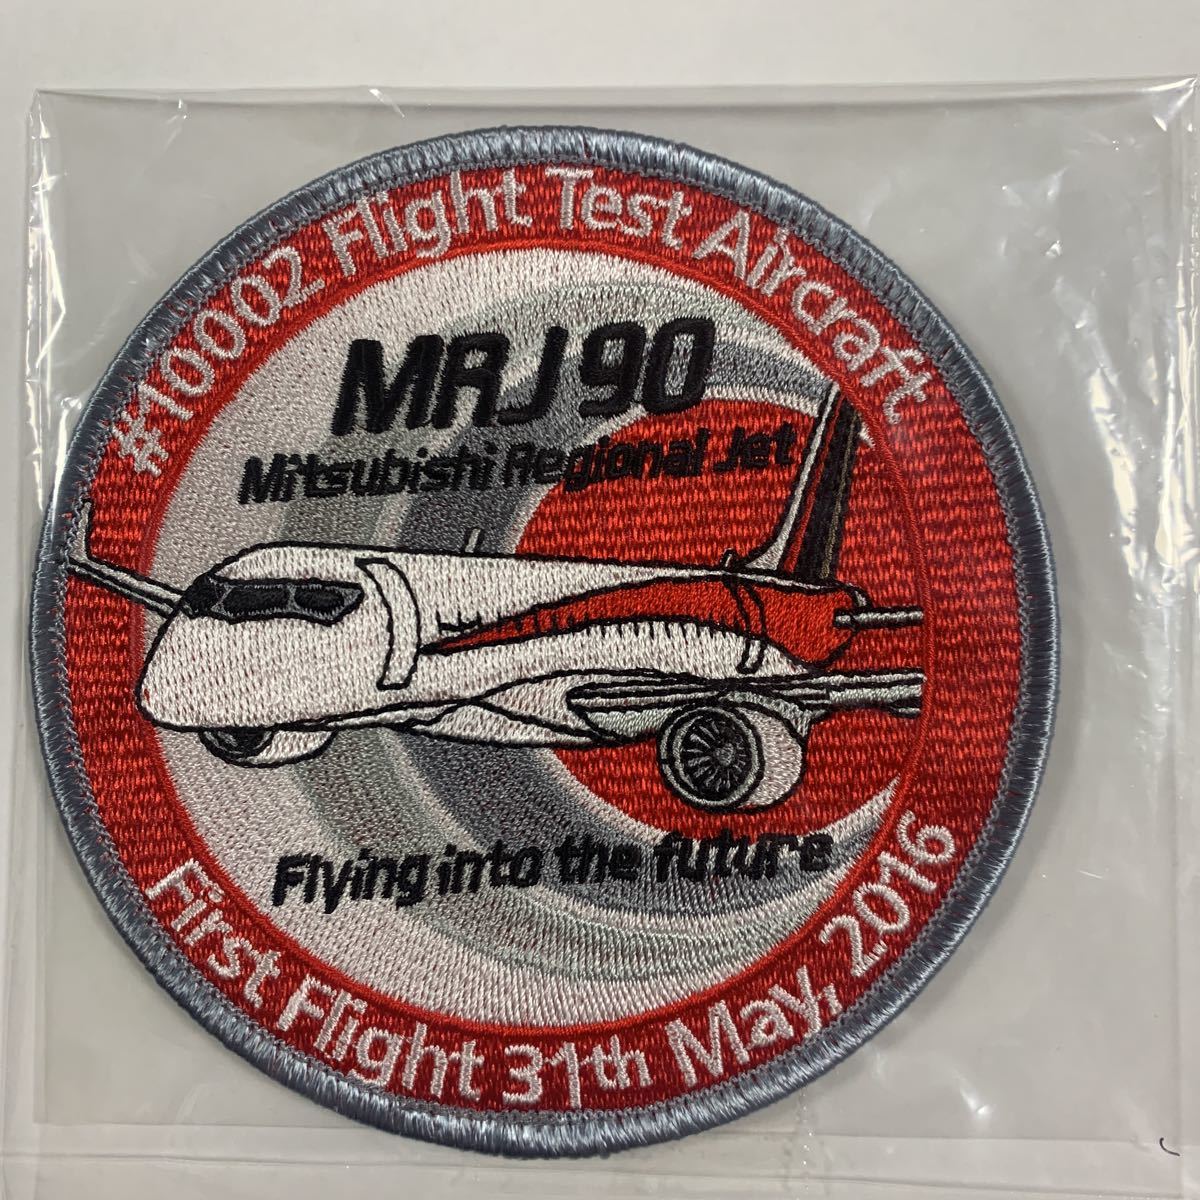 #10002 Flight Test Aircraft
MRJ90
Mitsubishi Regional Jet
Flying into the future
First Flight 31th May, 2016